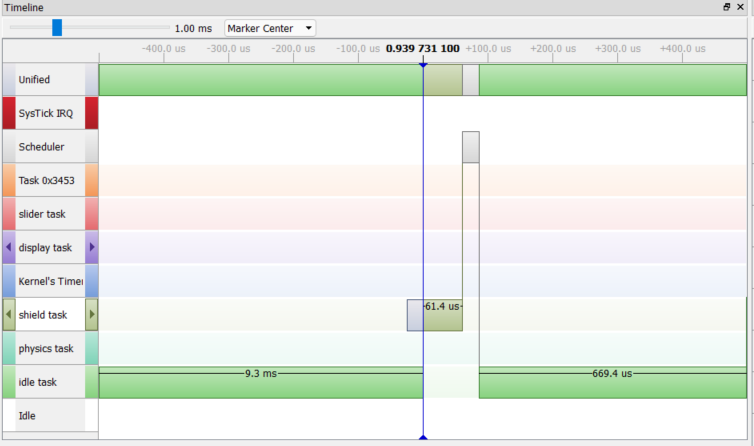 Timeline
1.00 ms Marker Center
-400.0 us -300.0 us -200.0 us -100.0 us 0.939 731 100 +100.0 us +200.0 us +300.0 us +400.0 us
Unified
SysTick IRQ
Scheduler
Task 0x3453
slider task
display task
Kernel's Time
shield task 61.4 us
physics task
idle task 9.3 ms 669.4 us
Idle